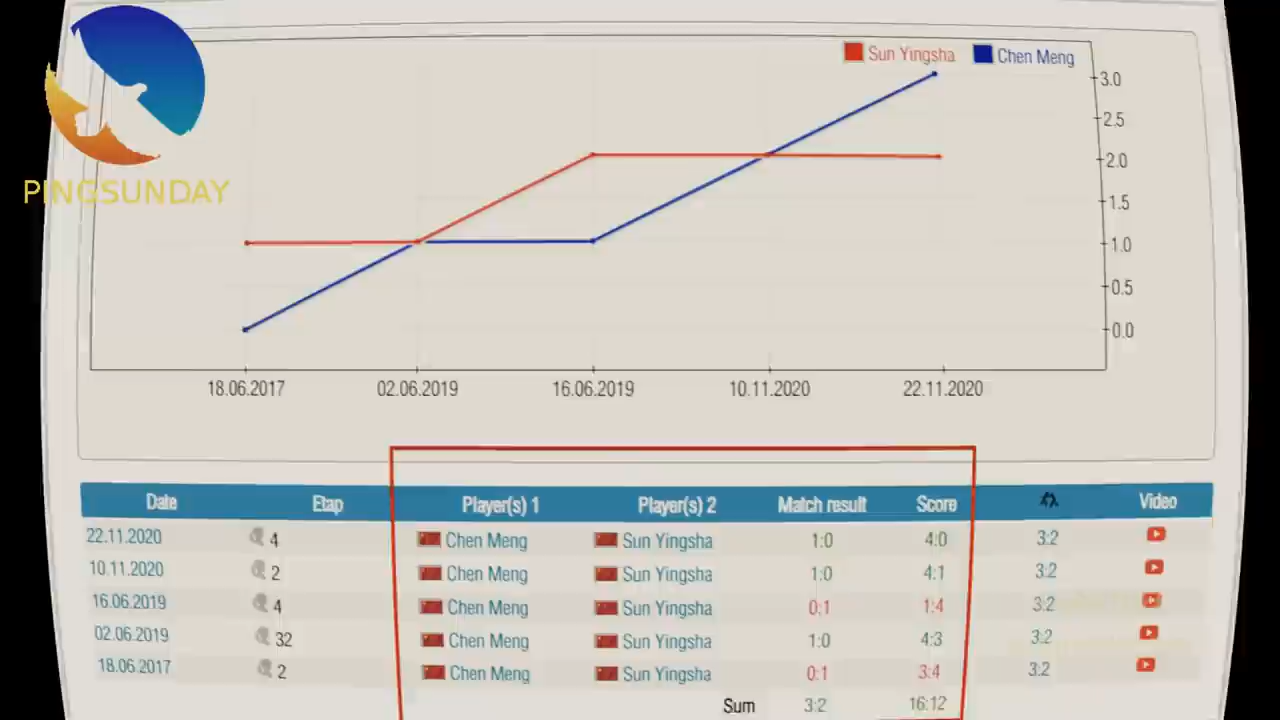 Sun Yingsha Chen Meng
PINGSUNDAY
3.0
2.5
2.0
1.5
1.0
0.5
0.0
18.06.2017 02.06.2019 16.06.2019 10.11.2020 22.11.2020
Date Etap Player(s) 1 Player(s) 2 Match result Score Video
22.11.2020 4 Chen Meng Sun Yingsha 1:0 4:0 3:2
10.11.2020 2 Chen Meng Sun Yingsha 1:0 4:1 3:2
16.06.2019 4 Chen Meng Sun Yingsha 0:1 1:4 3:2
02.06.2019 32 Chen Meng Sun Yingsha 1:0 4:3 3:2
18.06.2017 2 Chen Meng Sun Yingsha 0:1 3:4 3:2
Sum 3:2 16:12